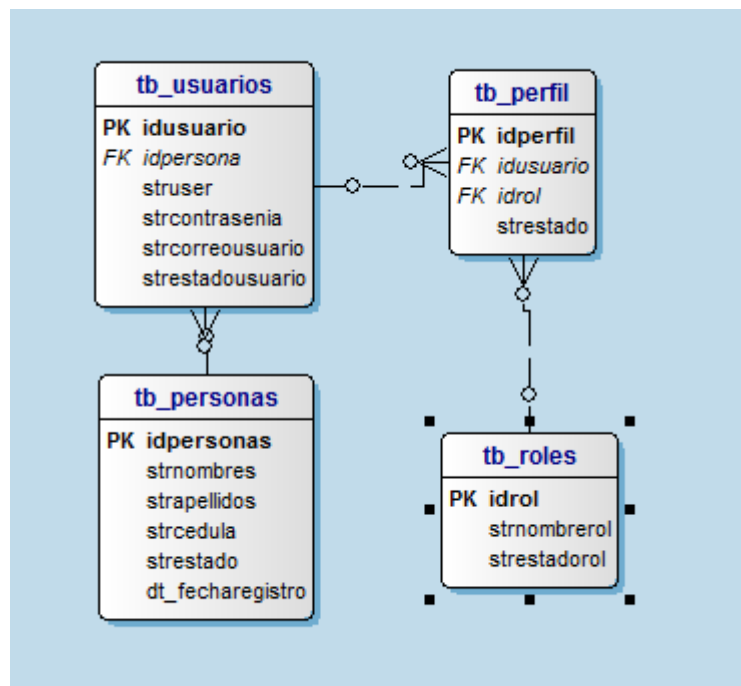 tb_usuarios
PK idusuario
FK idpersona
struser
strcontrasenia
strcorreousuario
strestadousuario
tb_perfil
PK idperfil
FK idusuario
FK idrol
strestado
tb_personas
PK idpersonas
strnombres
strapellidos
strcedula
strestado
dt_fecharegistro
tb_roles
PK idrol
strnombrerol
strestadorol